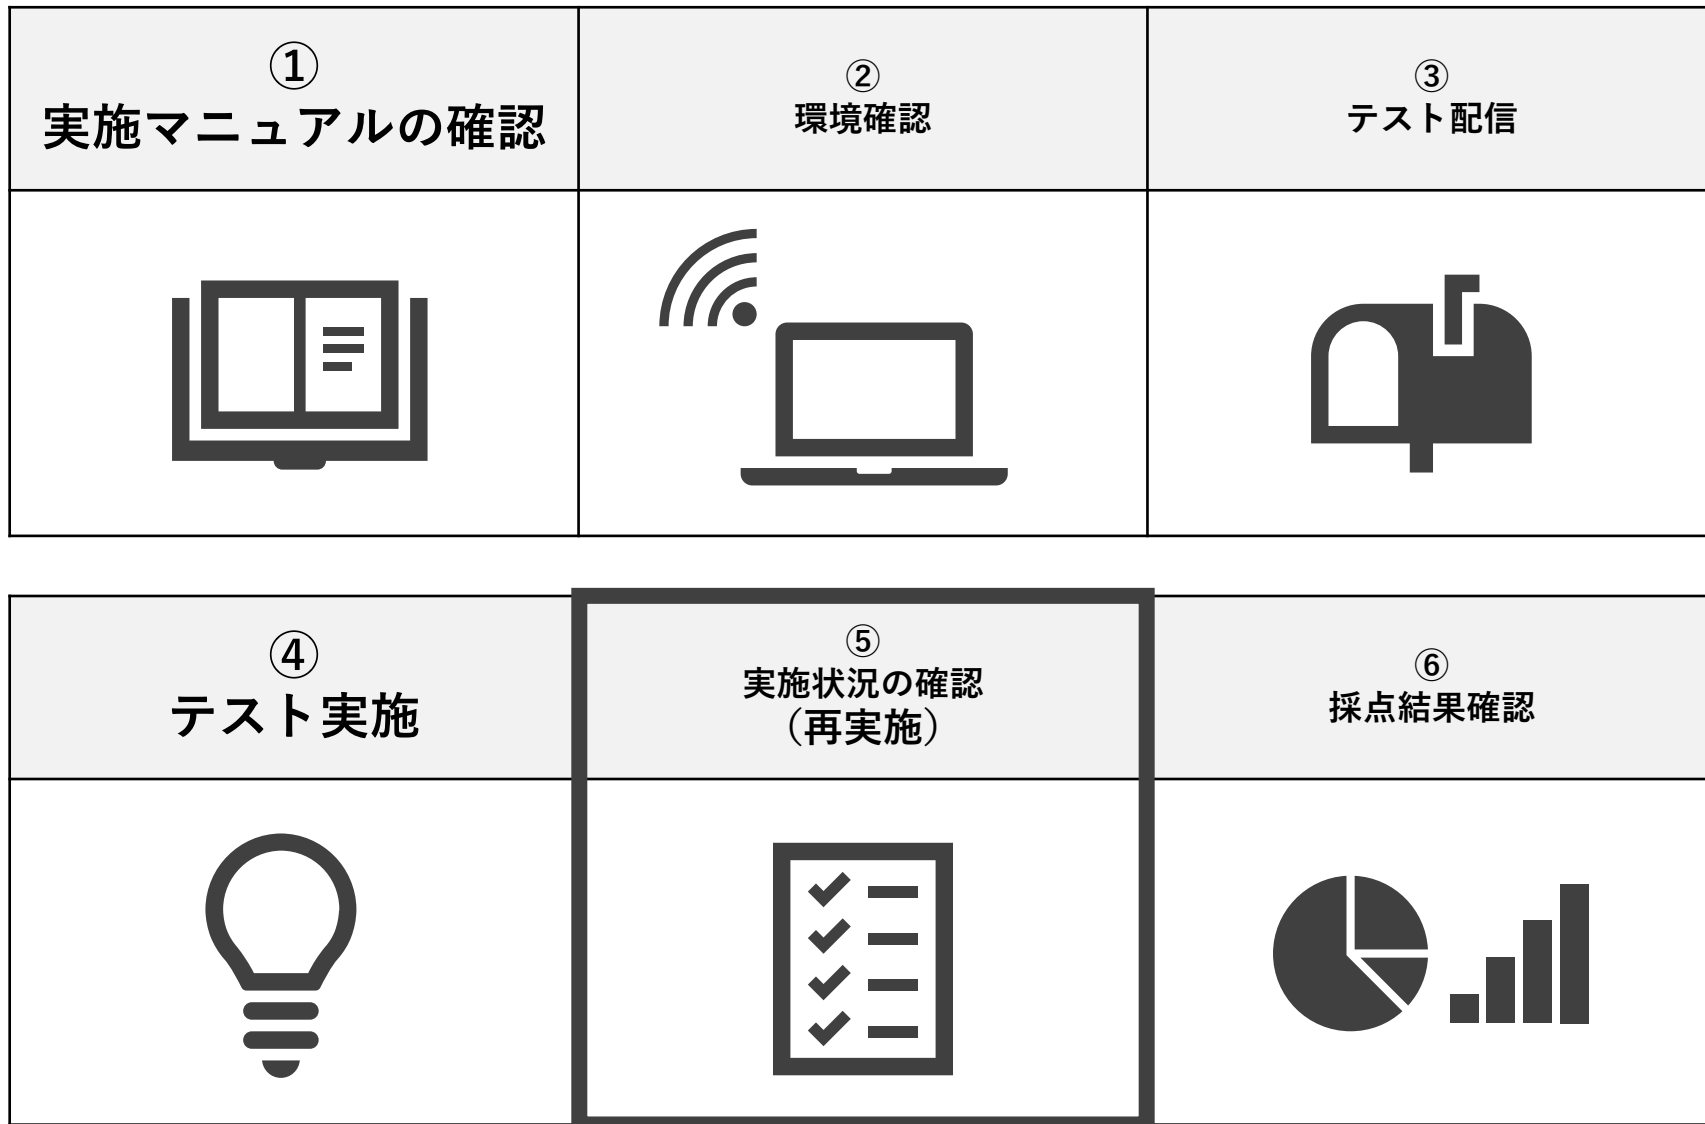 ①
実施マニュアルの確認
②
環境確認
③
テスト配信
④
テスト実施
⑤
実施状況の確認
（再実施）
⑥
採点結果確認